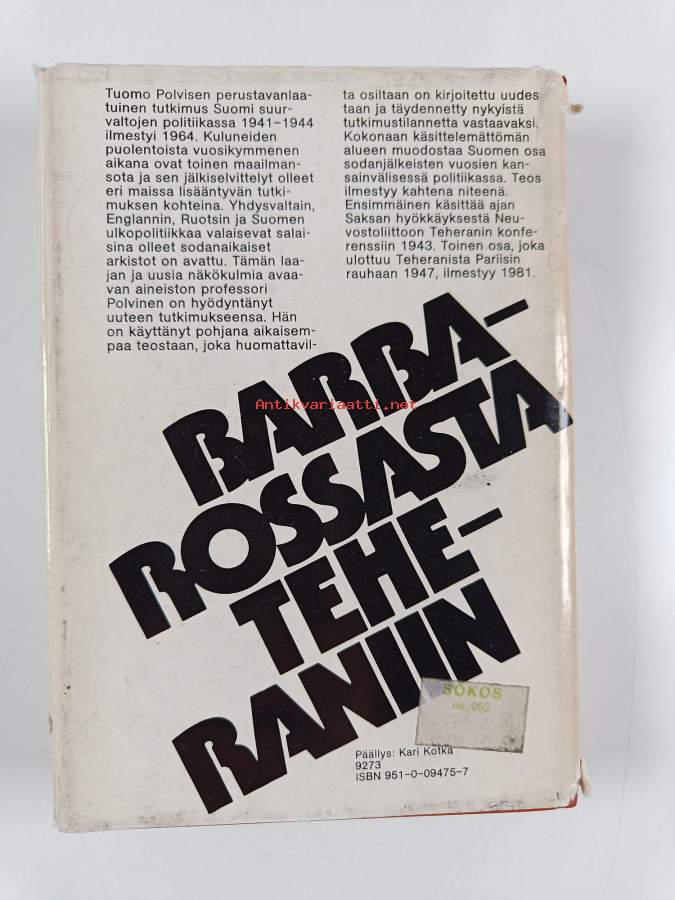 Tuomo Polvisen perustavanlaa-
tuinen tutkimus Suomi suur-
valtojen politiikassa 1941–1944
ilmestyi 1964. Kuluneiden
puolentoista vuosikymmenen
aikana ovat toinen maailman-
sota ja sen jälkiselvittelyt olleet
eri maissa lisääntyvän tutki-
muksen kohteina. Yhdysvaltain,
Englannin, Ruotsin ja Suomen
ulkopolitiikkaa valaisevat salai-
sina olleet sodanaikaiset
arkistot on avattu. Tämän laa-
jan ja uusia näkökulmia avaa-
van aineiston professori
Polvinen on hyödyntänyt
uuteen tutkimukseensa. Hän
on käyttänyt pohjana aikaisem-
paa teostaan, joka huomattavil-
ta osiltaan on kirjoitettu uudes
taan ja täydennetty nykyistä
tutkimustilannetta vastaavaksi.
Kokonaan käsittelemättömän
alueen muodostaa Suomen osa
sodanjälkeisten vuosien kan-
sainvälisessä politiikassa. Teos
ilmestyy kahtena niteenä.
Ensimmäinen käsittää ajan
Saksan hyökkäyksestä Neu-
vostoliittoon Teheranin konfe-
renssiin 1943. Toinen osa, joka
ulottuu Teheranista Pariisin
rauhaan 1947, ilmestyy 1981.
BARBA–
ROSSASTA
TEHE–
RANIIN
Antikvariaatti.net
SOKOS
os. 052
Päällys: Kari Kotka
9273
ISBN 951-0-09475-7